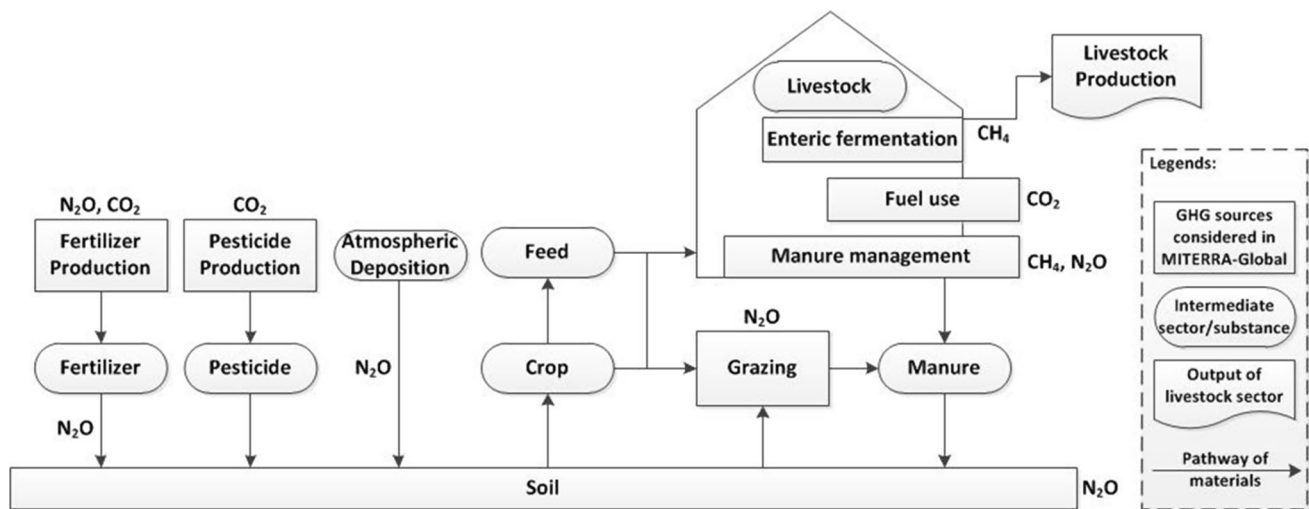 Livestock
Production
Livestock
Enteric fermentation
CH₄
Fuel use
CO₂
Manure management
CH₄, N₂O
N₂O, CO₂
Fertilizer
Production
CO₂
Pesticide
Production
Atmospheric
Deposition
Feed
Fertilizer
Pesticide
N₂O
Crop
N₂O
Grazing
Manure
N₂O
Soil
N₂O
Legends:
GHG sources
considered in
MITERRA-Global
Intermediate
sector/substance
Output of
livestock sector
Pathway of
materials